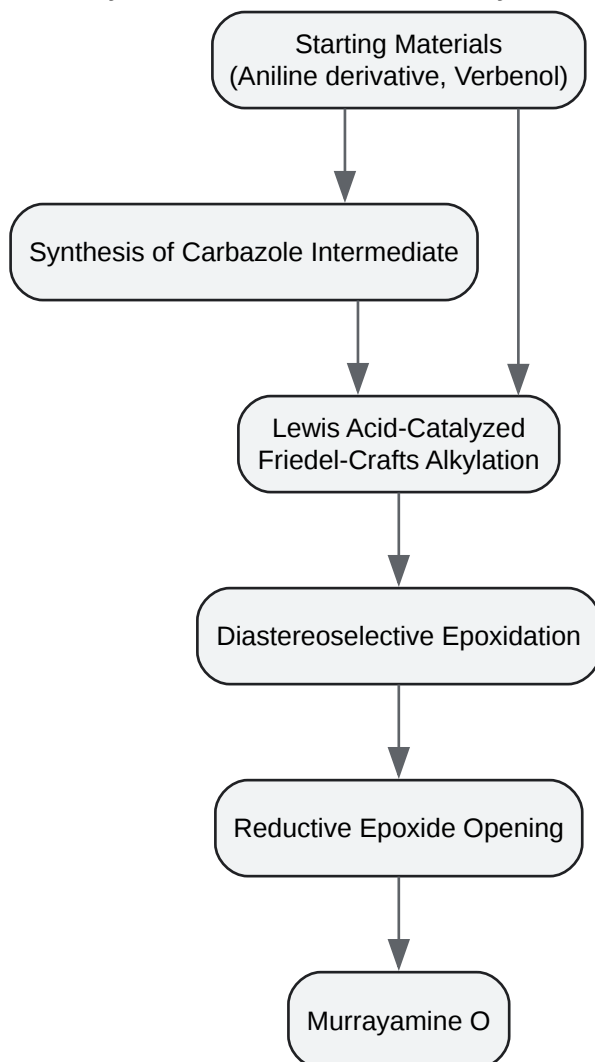 Starting Materials
(Aniline derivative, Verbenol)
Synthesis of Carbazole Intermediate
Lewis Acid-Catalyzed
Friedel-Crafts Alkylation
Diastereoselective Epoxidation
Reductive Epoxide Opening
Murrayamine O